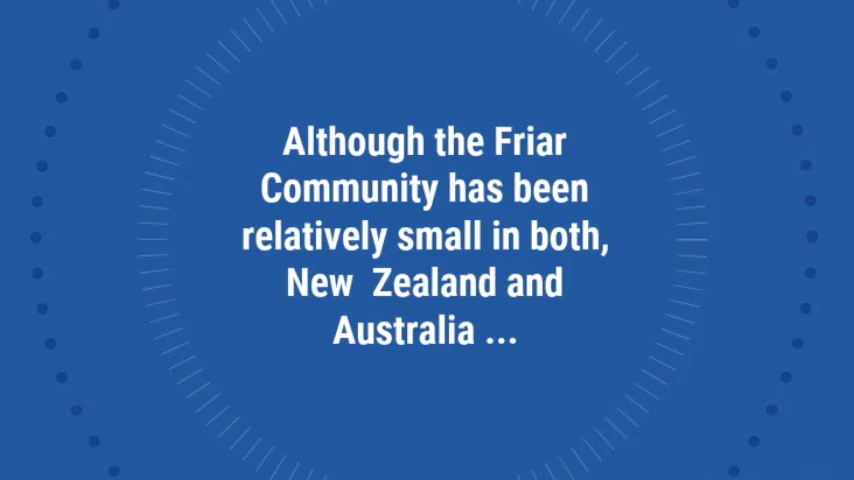 Although the Friar
Community has been
relatively small in both,
New  Zealand and
Australia ...